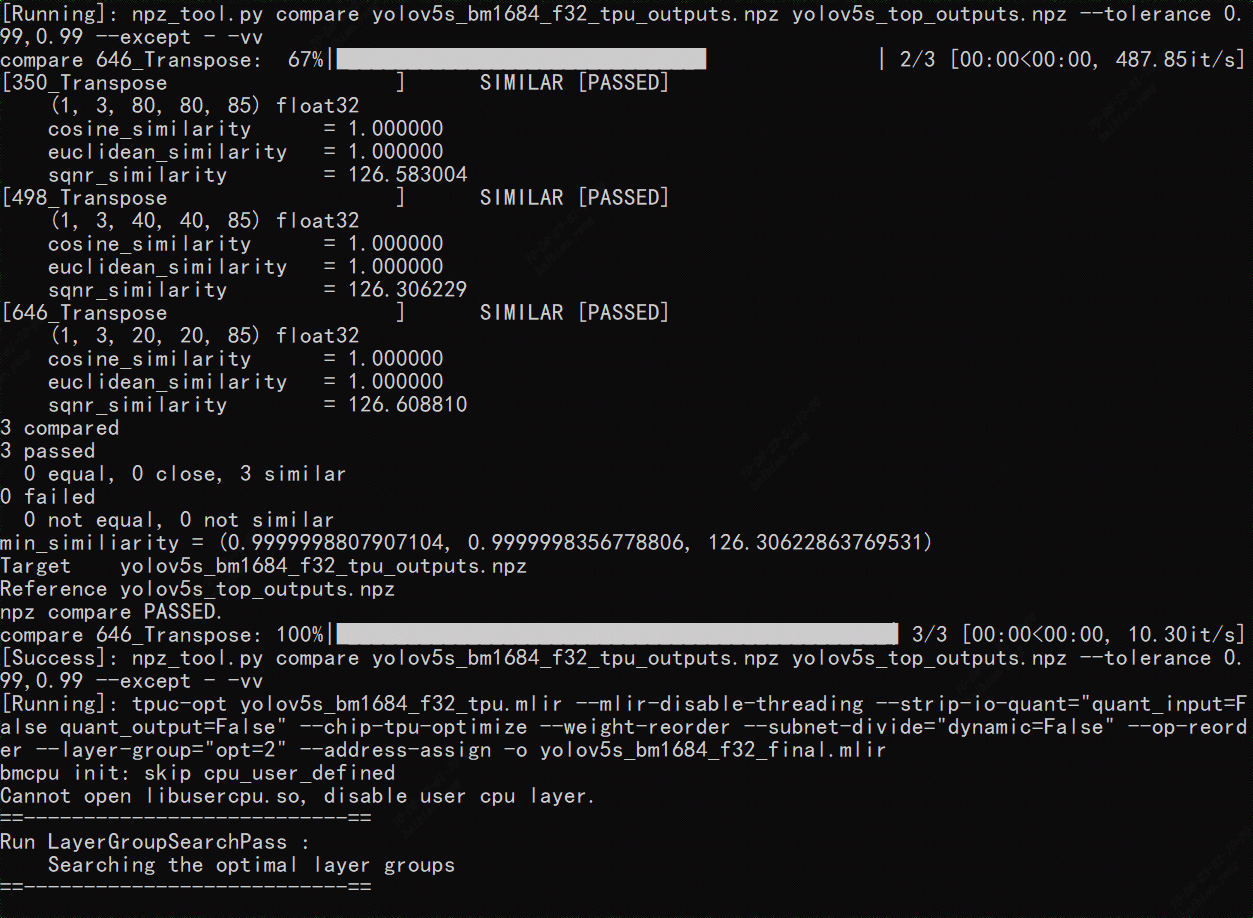 [Running]: npz_tool.py compare yolov5s_bm1684_f32_tpu_outputs.npz yolov5s_top_outputs.npz --tolerance 0.
99,0.99 --except - -vv
compare 646_Transpose:  67%| | 2/3 [00:00<00:00, 487.85it/s]
[350_Transpose ] SIMILAR [PASSED]
(1, 3, 80, 80, 85) float32
cosine_similarity = 1.000000
euclidean_similarity = 1.000000
sqnr_similarity = 126.583004
[498_Transpose ] SIMILAR [PASSED]
(1, 3, 40, 40, 85) float32
cosine_similarity = 1.000000
euclidean_similarity = 1.000000
sqnr_similarity = 126.306229
[646_Transpose ] SIMILAR [PASSED]
(1, 3, 20, 20, 85) float32
cosine_similarity = 1.000000
euclidean_similarity = 1.000000
sqnr_similarity = 126.608810
3 compared
3 passed
0 equal, 0 close, 3 similar
0 failed
0 not equal, 0 not similar
min_similiarity = (0.9999998807907104, 0.9999998356778806, 126.30622863769531)
Target yolov5s_bm1684_f32_tpu_outputs.npz
Reference yolov5s_top_outputs.npz
npz compare PASSED.
compare 646_Transpose: 100%| | 3/3 [00:00<00:00, 10.30it/s]
[Success]: npz_tool.py compare yolov5s_bm1684_f32_tpu_outputs.npz yolov5s_top_outputs.npz --tolerance 0.
99,0.99 --except - -vv
[Running]: tpuc-opt yolov5s_bm1684_f32_tpu.mlir --mlir-disable-threading --strip-io-quant="quant_input=F
alse quant_output=False" --chip-tpu-optimize --weight-reorder --subnet-divide="dynamic=False" --op-reord
er --layer-group="opt=2" --address-assign -o yolov5s_bm1684_f32_final.mlir
bmcpu init: skip cpu_user_defined
Cannot open libusercpu.so, disable user cpu layer.
==---------------------------==
Run LayerGroupSearchPass :
Searching the optimal layer groups
==---------------------------==